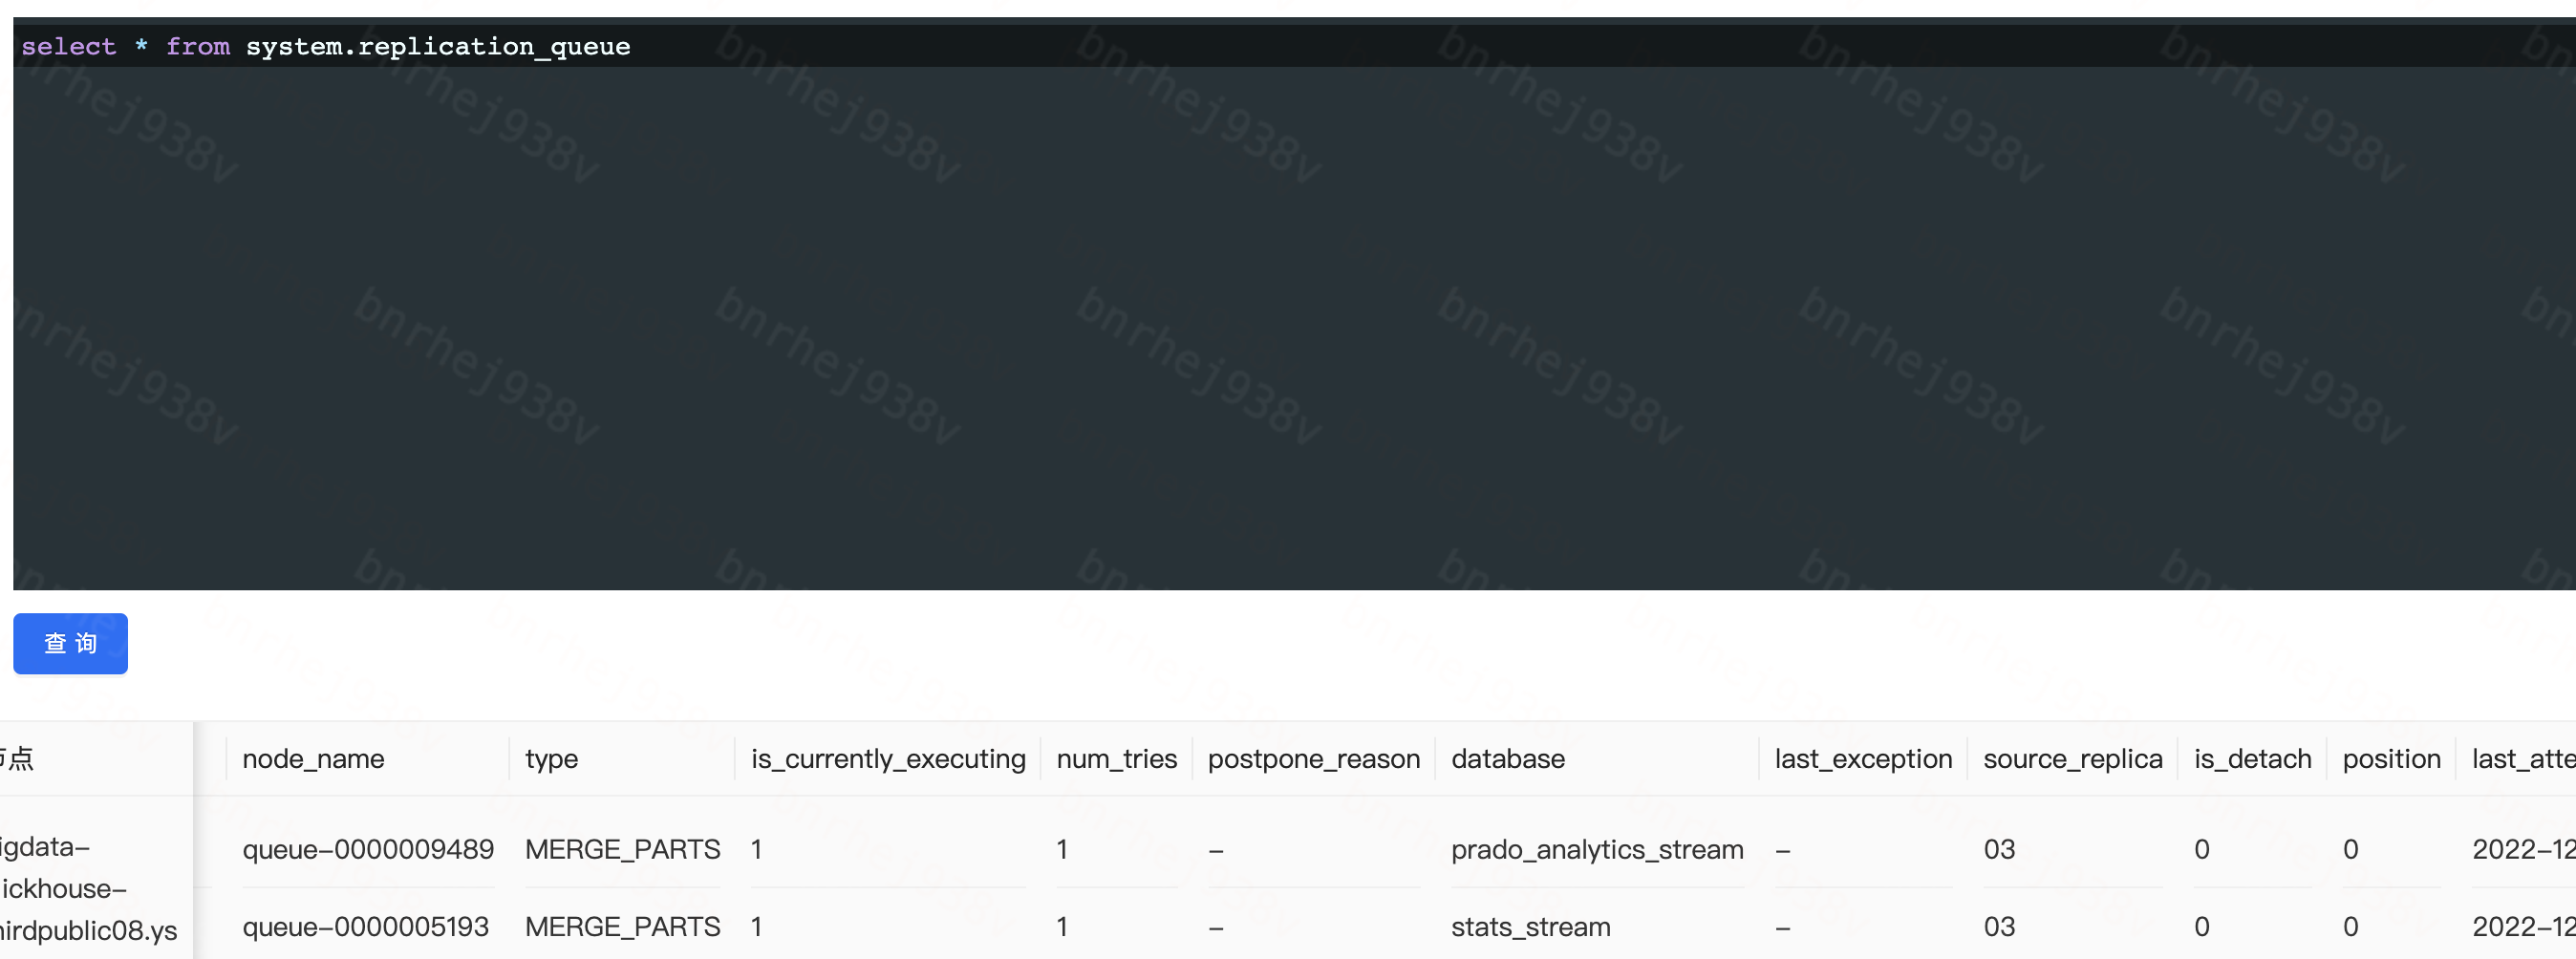 select * from system.replication_queue
查 询
节点 node_name type is_currently_executing num_tries postpone_reason database last_exception source_replica is_detach position last_atte
igdata-
ickhouse-
hirdpublic08.ys
queue-0000009489 MERGE_PARTS 1 1 - prado_analytics_stream - 03 0 0 2022-12
queue-0000005193 MERGE_PARTS 1 1 - stats_stream - 03 0 0 2022-12
bnrhej938v